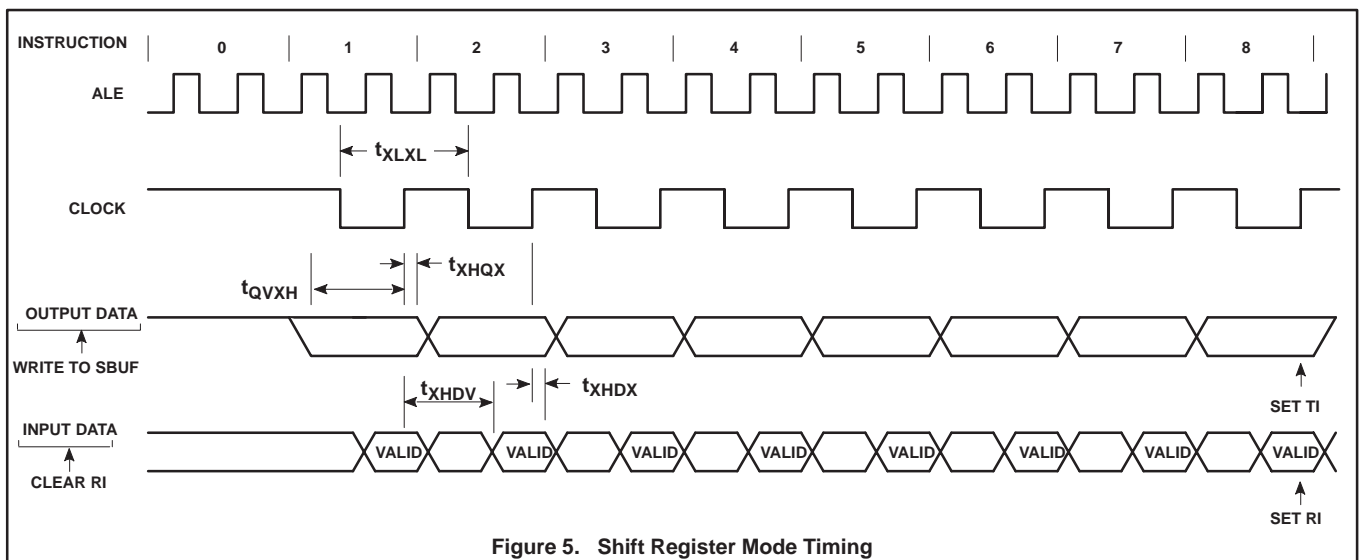 INSTRUCTION 0 1 2 3 4 5 6 7 8
ALE
tXLXL
CLOCK
tXHQX
tQVXH
OUTPUT DATA
WRITE TO SBUF
tXHDV
tXHDX
SET TI
INPUT DATA
VALID VALID VALID VALID VALID VALID VALID VALID
CLEAR RI
SET RI
Figure 5. Shift Register Mode Timing